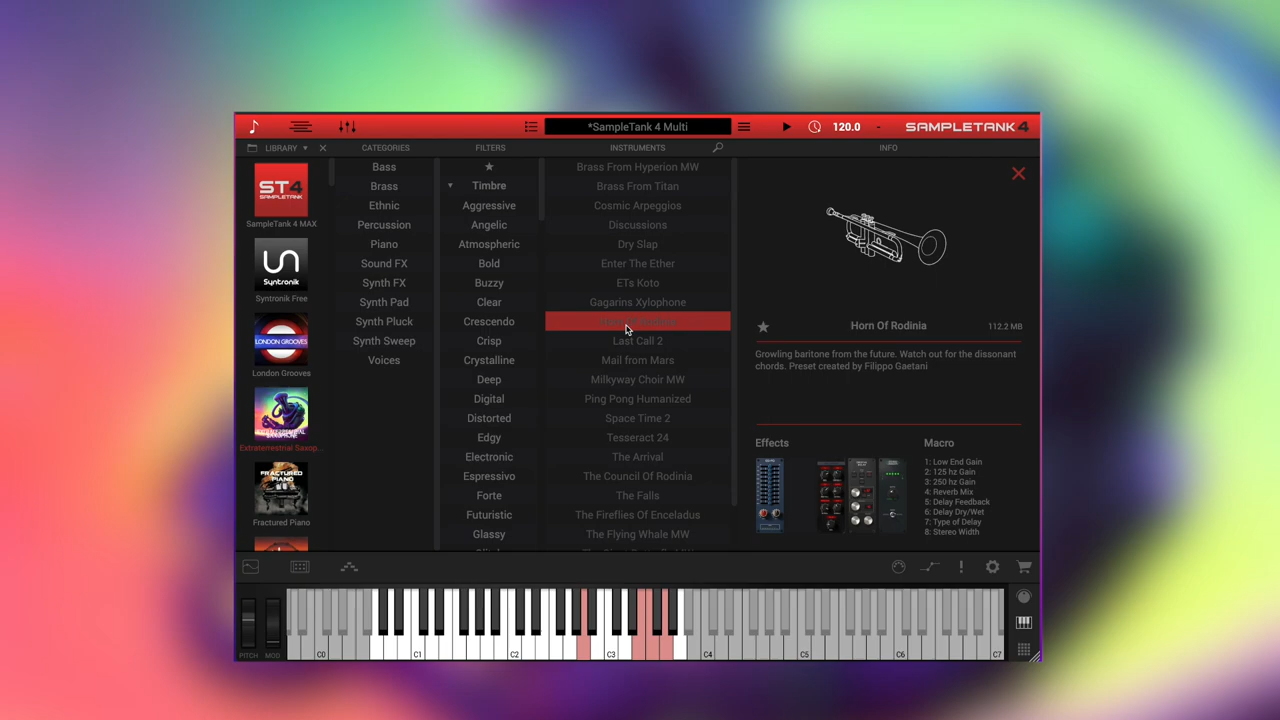 *SampleTank 4 Multi
120.0
-
SAMPLETANK 4
LIBRARY
CATEGORIES
FILTERS
INSTRUMENTS
INFO
ST4
SAMPLETANK
SampleTank 4 MAX
Syntronik
Syntronik Free
LONDON GROOVES
London Grooves
Extraterrestrial Saxop...
FRACTURED
PIANO
Fractured Piano
Bass
Brass
Ethnic
Percussion
Piano
Sound FX
Synth FX
Synth Pad
Synth Pluck
Synth Sweep
Voices
Timbre
Aggressive
Angelic
Atmospheric
Bold
Buzzy
Clear
Crescendo
Crisp
Crystalline
Deep
Digital
Distorted
Edgy
Electronic
Espressivo
Forte
Futuristic
Glassy
Brass From Hyperion MW
Brass From Titan
Cosmic Arpeggios
Discussions
Dry Slap
Enter The Ether
ETs Koto
Gagarins Xylophone
Last Call 2
Mail from Mars
Milkyway Choir MW
Ping Pong Humanized
Space Time 2
Tesseract 24
The Arrival
The Council Of Rodinia
The Falls
The Fireflies Of Enceladus
The Flying Whale MW
Horn Of Rodinia
112.2 MB
Growling baritone from the future. Watch out for the dissonant
chords. Preset created by Filippo Gaetani
Effects
Macro
1: Low End Gain
2: 125 hz Gain
3: 250 hz Gain
4: Reverb Mix
5: Delay Feedback
6: Delay Dry/Wet
7: Type of Delay
8: Stereo Width
PITCH
MOD
C0
C1
C2
C3
C4
C5
C6
C7